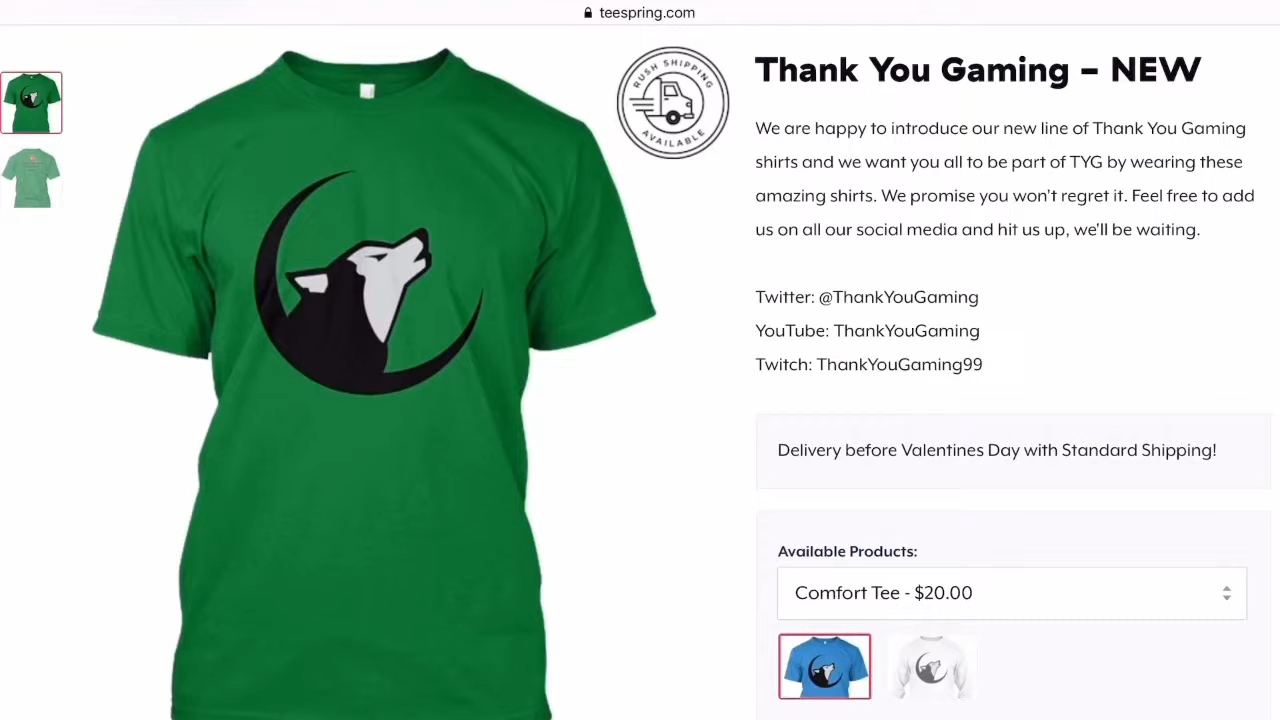 teespring.com
RUSH SHIPPING
AVAILABLE
Thank You Gaming – NEW
We are happy to introduce our new line of Thank You Gaming
shirts and we want you all to be part of TYG by wearing these
amazing shirts. We promise you won't regret it. Feel free to add
us on all our social media and hit us up, we'll be waiting.
Twitter: @ThankYouGaming
YouTube: ThankYouGaming
Twitch: ThankYouGaming99
Delivery before Valentines Day with Standard Shipping!
Available Products:
Comfort Tee - $20.00